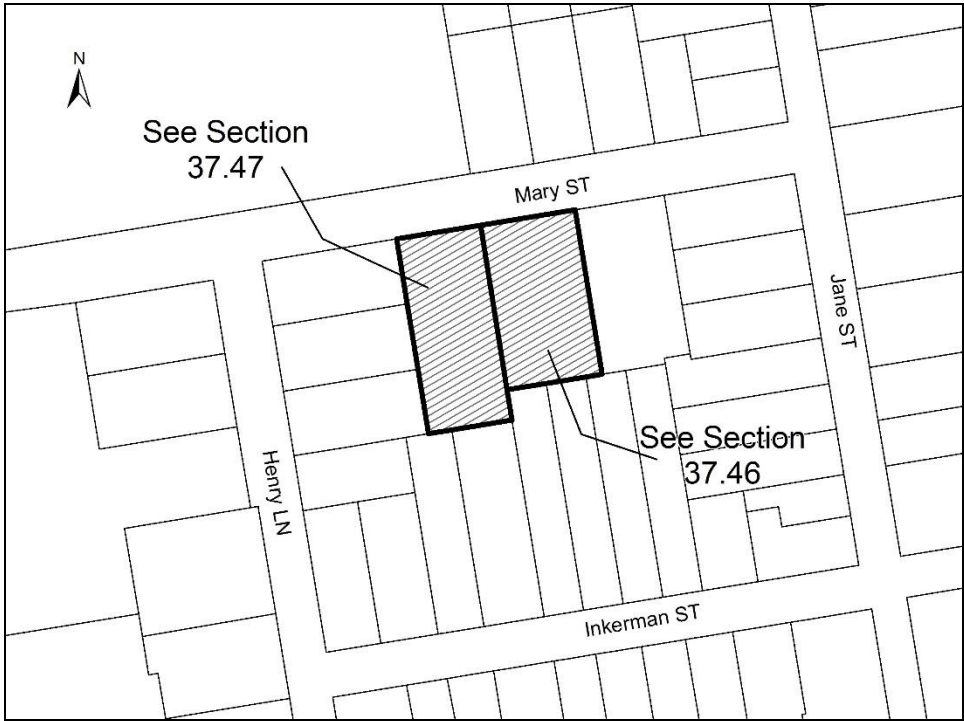 N
See Section
37.47
Mary ST
Jane ST
See Section
37.46
Henry LN
Inkerman ST